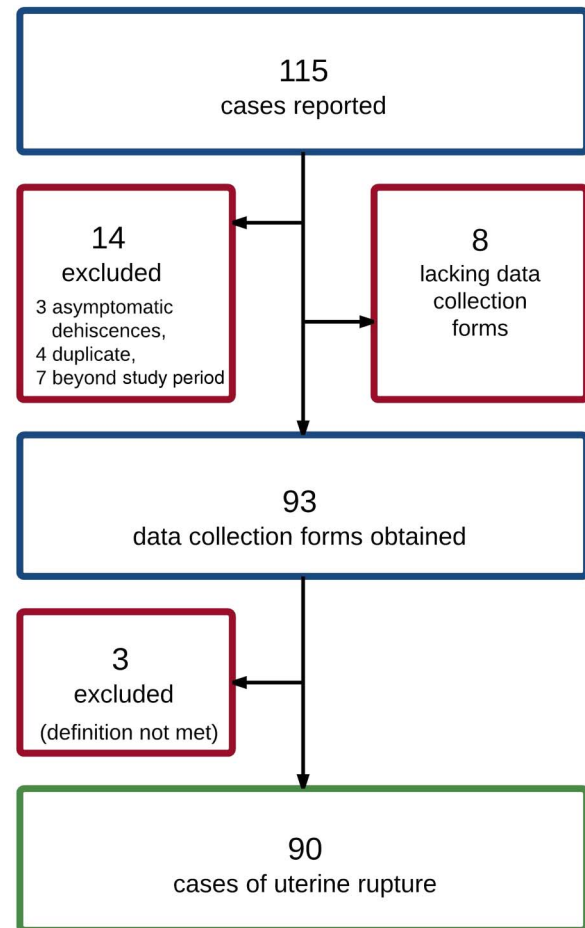 115
cases reported
14
excluded
3 asymptomatic
dehiscences,
4 duplicate,
7 beyond study period
8
lacking data
collection
forms
93
data collection forms obtained
3
excluded
(definition not met)
90
cases of uterine rupture